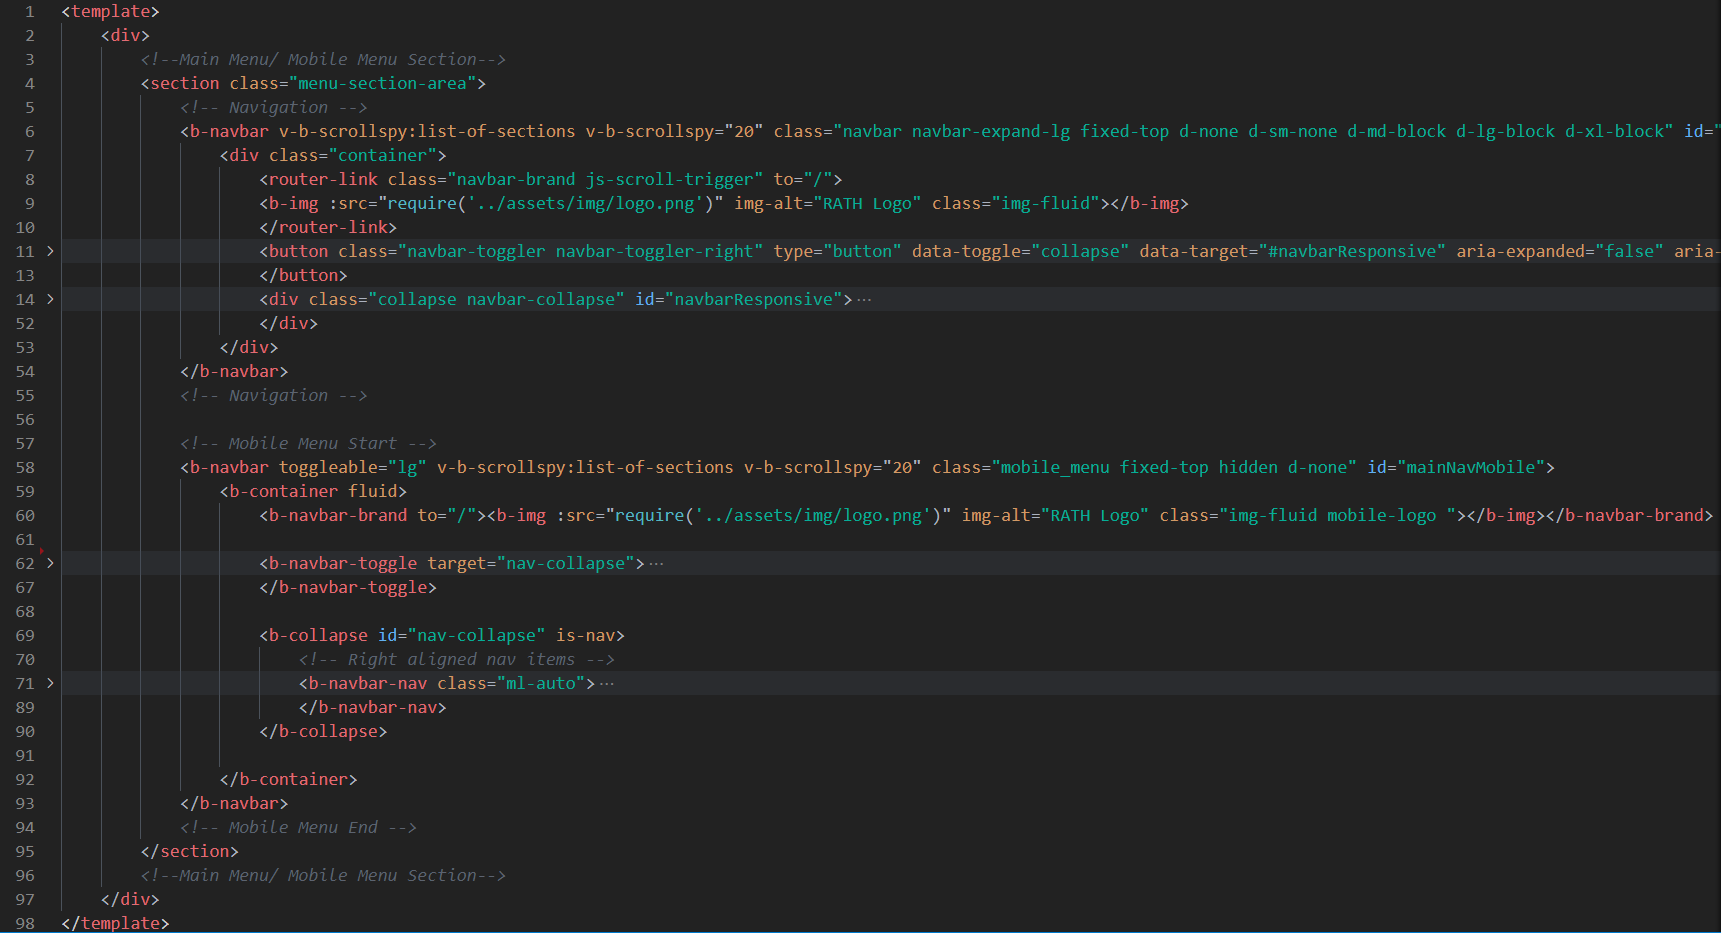 1 <template>
2 <div>
3 <!--Main Menu/ Mobile Menu Section-->
4 <section class="menu-section-area">
5 <!-- Navigation -->
6 <b-navbar v-b-scrollspy:list-of-sections v-b-scrollspy="20" class="navbar navbar-expand-lg fixed-top d-none d-sm-none d-md-block d-lg-block d-xl-block" id="
7 <div class="container">
8 <router-link class="navbar-brand js-scroll-trigger" to="/">
9 <b-img :src="require('../assets/img/logo.png')" img-alt="RATH Logo" class="img-fluid"></b-img>
10 </router-link>
11 <button class="navbar-toggler navbar-toggler-right" type="button" data-toggle="collapse" data-target="#navbarResponsive" aria-expanded="false" aria-
13 </button>
14 <div class="collapse navbar-collapse" id="navbarResponsive">···
52 </div>
53 </div>
54 </b-navbar>
55 <!-- Navigation -->
56
57 <!-- Mobile Menu Start -->
58 <b-navbar toggleable="lg" v-b-scrollspy:list-of-sections v-b-scrollspy="20" class="mobile_menu fixed-top hidden d-none" id="mainNavMobile">
59 <b-container fluid>
60 <b-navbar-brand to="/"><b-img :src="require('../assets/img/logo.png')" img-alt="RATH Logo" class="img-fluid mobile-logo "></b-img></b-navbar-brand>
61
62 <b-navbar-toggle target="nav-collapse">···
67 </b-navbar-toggle>
68
69 <b-collapse id="nav-collapse" is-nav>
70 <!-- Right aligned nav items -->
71 <b-navbar-nav class="ml-auto">···
89 </b-navbar-nav>
90 </b-collapse>
91
92 </b-container>
93 </b-navbar>
94 <!-- Mobile Menu End -->
95 </section>
96 <!--Main Menu/ Mobile Menu Section-->
97 </div>
98 </template>